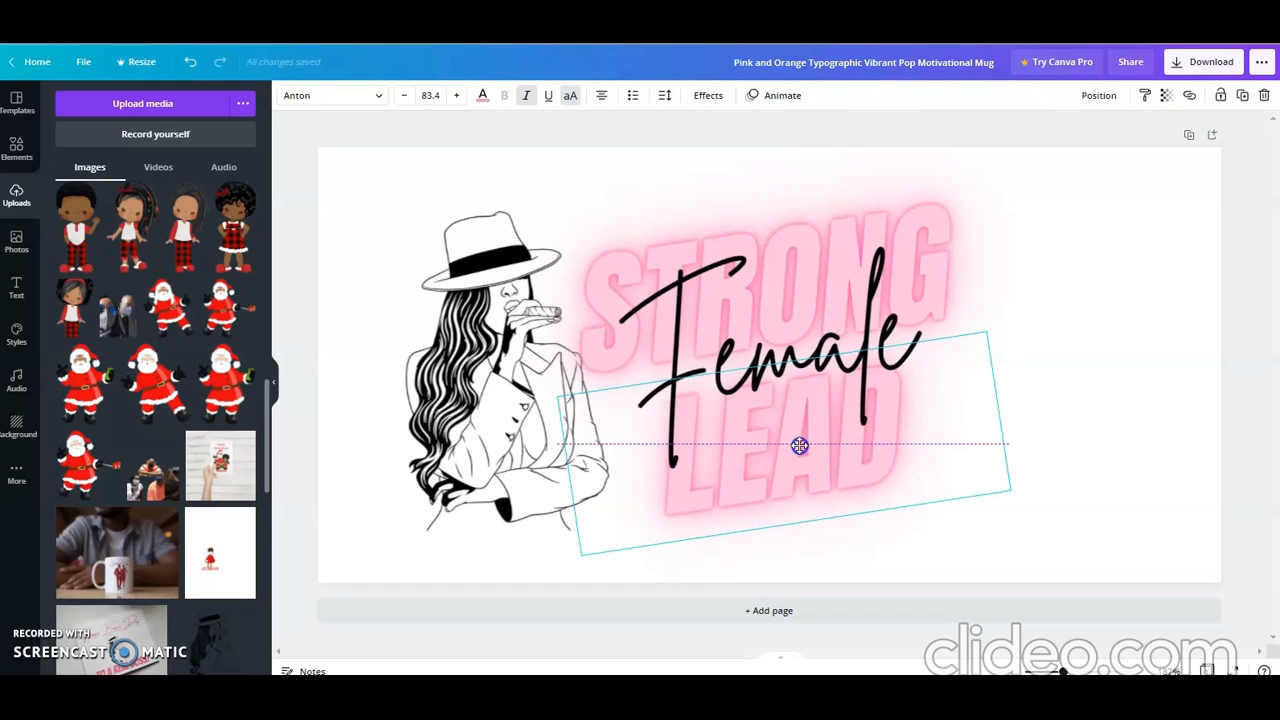 Home
File
Resize
All changes saved
Pink and Orange Typographic Vibrant Pop Motivational Mug
Try Canva Pro
Share
Download
Templates
Elements
Uploads
Photos
Text
Styles
Audio
Background
More
Upload media
Record yourself
Images
Videos
Audio
Anton
− 83.4 +
A
B I U aA
Effects
Animate
Position
STRONG
Female
LEAD
+ Add page
Notes
RECORDED WITH
SCREENCAST MATIC
clideo.com